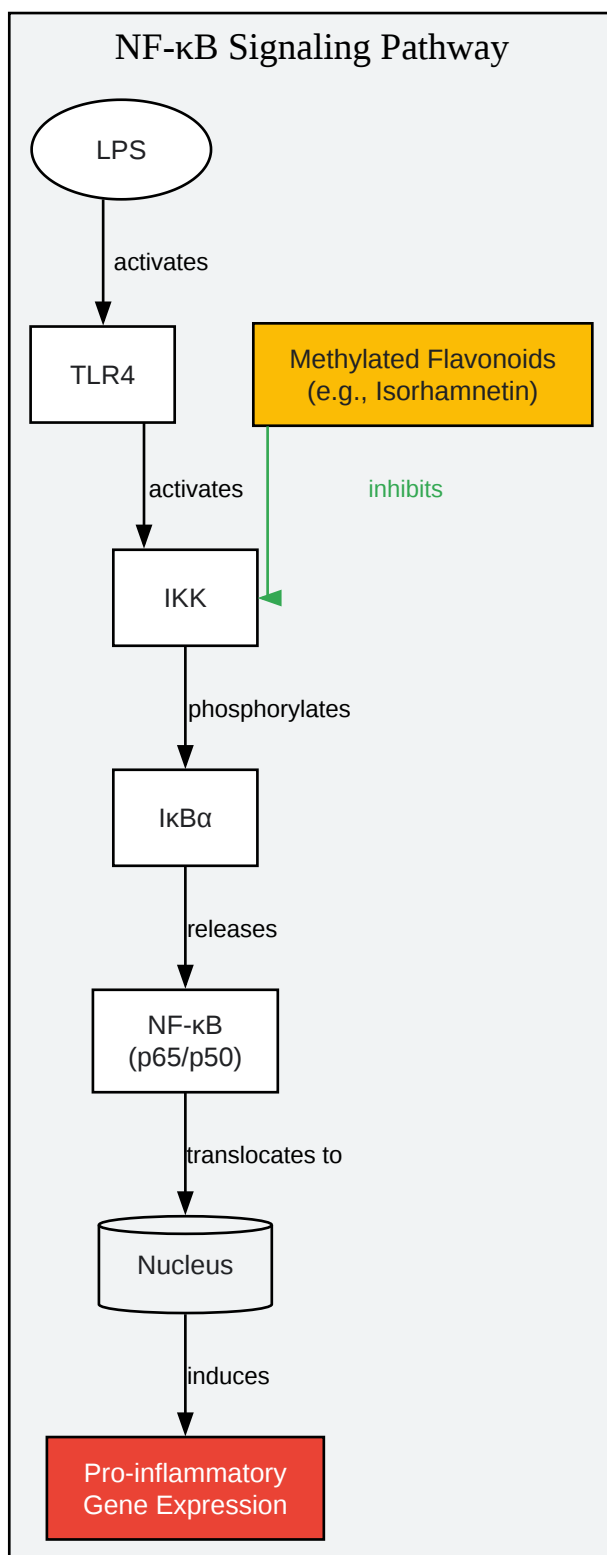 NF-κB Signaling Pathway
LPS
activates
TLR4
Methylated Flavonoids
(e.g., Isorhamnetin)
activates
inhibits
IKK
phosphorylates
IκBα
releases
NF-κB
(p65/p50)
translocates to
Nucleus
induces
Pro-inflammatory
Gene Expression